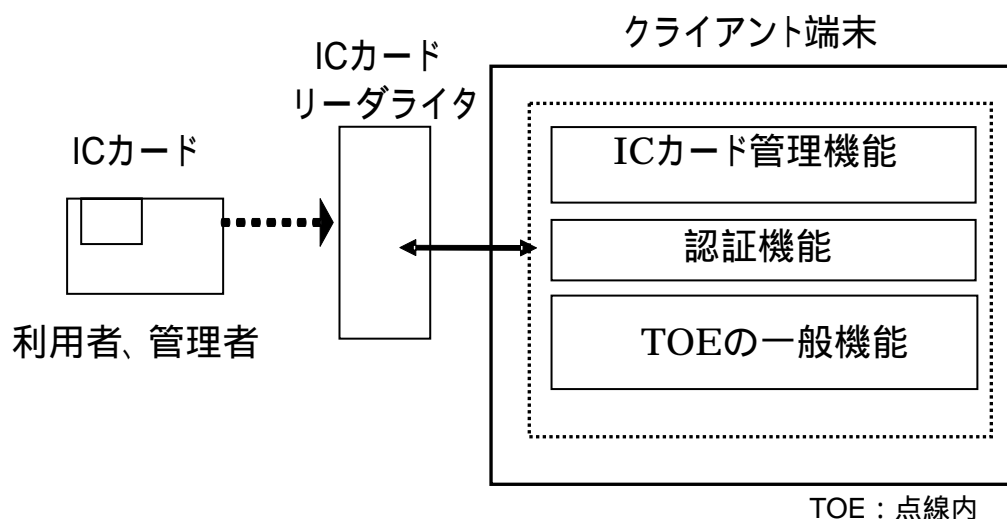 クライアント端末
ICカード
リーダライタ
ICカード
利用者、管理者
ICカード管理機能
認証機能
TOEの一般機能
TOE：点線内